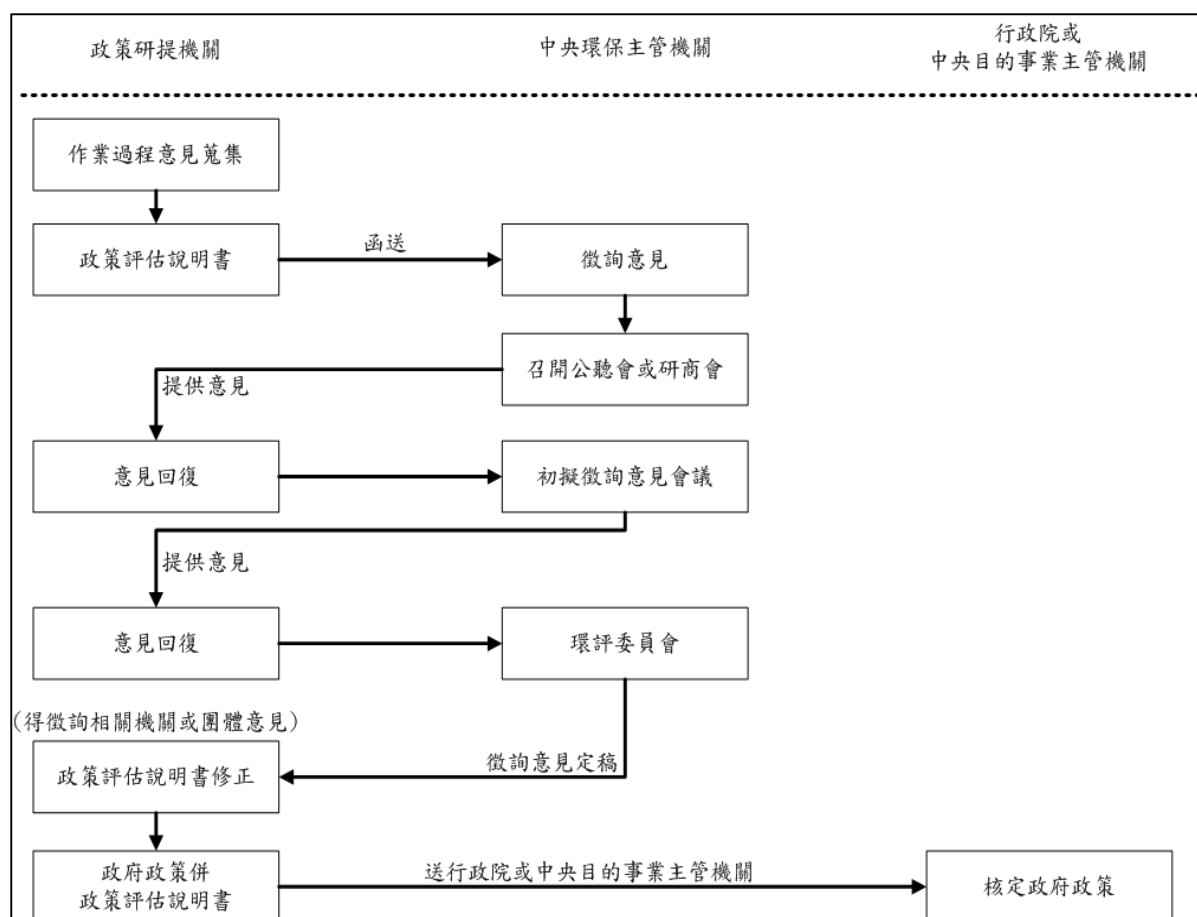 政策研提機關
中央環保主管機關
行政院或
中央目的事業主管機關
作業過程意見蒐集
政策評估說明書
函送
徵詢意見
召開公聽會或研商會
提供意見
意見回復
初擬徵詢意見會議
提供意見
意見回復
環評委員會
(得徵詢相關機關或團體意見)
徵詢意見定稿
政策評估說明書修正
政府政策併
政策評估說明書
送行政院或中央目的事業主管機關
核定政府政策